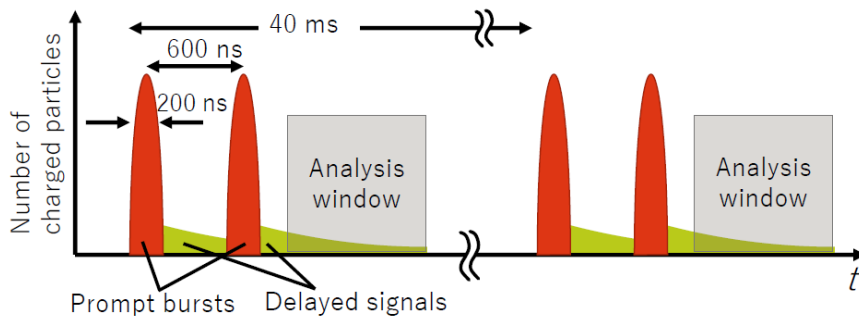 40 ms
600 ns
200 ns
Number of
charged particles
Analysis
window
Analysis
window
t
Prompt bursts
Delayed signals